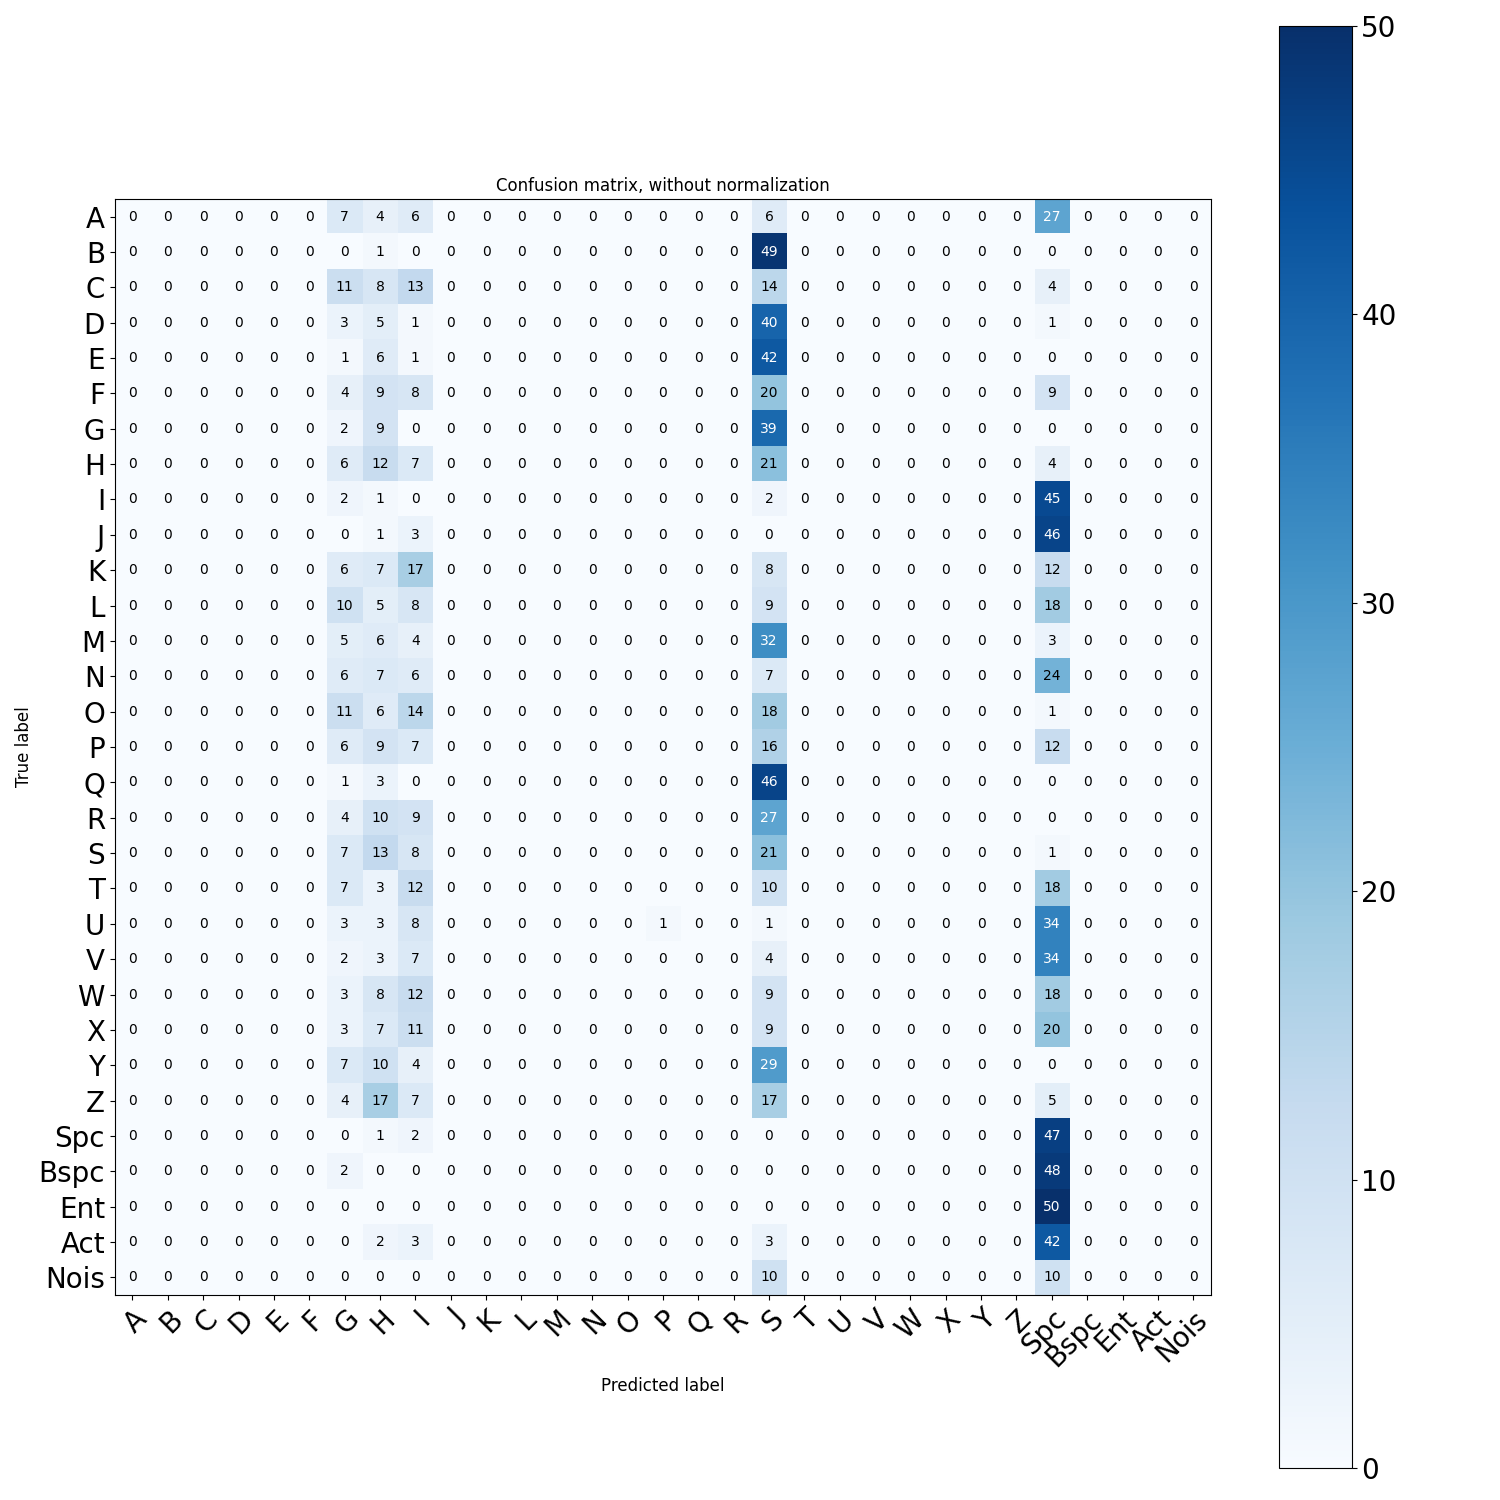 Confusion matrix, without normalization
A 0 0 0 0 0 0 7 4 6 0 0 0 0 0 0 0 0 0 6 0 0 0 0 0 0 0 27 0 0 0 0
B 0 0 0 0 0 0 0 1 0 0 0 0 0 0 0 0 0 0 49 0 0 0 0 0 0 0 0 0 0 0 0
C 0 0 0 0 0 0 11 8 13 0 0 0 0 0 0 0 0 0 14 0 0 0 0 0 0 0 4 0 0 0 0
D 0 0 0 0 0 0 3 5 1 0 0 0 0 0 0 0 0 0 40 0 0 0 0 0 0 0 1 0 0 0 0
E 0 0 0 0 0 0 1 6 1 0 0 0 0 0 0 0 0 0 42 0 0 0 0 0 0 0 0 0 0 0 0
F 0 0 0 0 0 0 4 9 8 0 0 0 0 0 0 0 0 0 20 0 0 0 0 0 0 0 9 0 0 0 0
G 0 0 0 0 0 0 2 9 0 0 0 0 0 0 0 0 0 0 39 0 0 0 0 0 0 0 0 0 0 0 0
H 0 0 0 0 0 0 6 12 7 0 0 0 0 0 0 0 0 0 21 0 0 0 0 0 0 0 4 0 0 0 0
I 0 0 0 0 0 0 2 1 0 0 0 0 0 0 0 0 0 0 2 0 0 0 0 0 0 0 45 0 0 0 0
J 0 0 0 0 0 0 0 1 3 0 0 0 0 0 0 0 0 0 0 0 0 0 0 0 0 0 46 0 0 0 0
K 0 0 0 0 0 0 6 7 17 0 0 0 0 0 0 0 0 0 8 0 0 0 0 0 0 0 12 0 0 0 0
L 0 0 0 0 0 0 10 5 8 0 0 0 0 0 0 0 0 0 9 0 0 0 0 0 0 0 18 0 0 0 0
M 0 0 0 0 0 0 5 6 4 0 0 0 0 0 0 0 0 0 32 0 0 0 0 0 0 0 3 0 0 0 0
N 0 0 0 0 0 0 6 7 6 0 0 0 0 0 0 0 0 0 7 0 0 0 0 0 0 0 24 0 0 0 0
O 0 0 0 0 0 0 11 6 14 0 0 0 0 0 0 0 0 0 18 0 0 0 0 0 0 0 1 0 0 0 0
P 0 0 0 0 0 0 6 9 7 0 0 0 0 0 0 0 0 0 16 0 0 0 0 0 0 0 12 0 0 0 0
Q 0 0 0 0 0 0 1 3 0 0 0 0 0 0 0 0 0 0 46 0 0 0 0 0 0 0 0 0 0 0 0
R 0 0 0 0 0 0 4 10 9 0 0 0 0 0 0 0 0 0 27 0 0 0 0 0 0 0 0 0 0 0 0
S 0 0 0 0 0 0 7 13 8 0 0 0 0 0 0 0 0 0 21 0 0 0 0 0 0 0 1 0 0 0 0
T 0 0 0 0 0 0 7 3 12 0 0 0 0 0 0 0 0 0 10 0 0 0 0 0 0 0 18 0 0 0 0
U 0 0 0 0 0 0 3 3 8 0 0 0 0 0 0 1 0 0 1 0 0 0 0 0 0 0 34 0 0 0 0
V 0 0 0 0 0 0 2 3 7 0 0 0 0 0 0 0 0 0 4 0 0 0 0 0 0 0 34 0 0 0 0
W 0 0 0 0 0 0 3 8 12 0 0 0 0 0 0 0 0 0 9 0 0 0 0 0 0 0 18 0 0 0 0
X 0 0 0 0 0 0 3 7 11 0 0 0 0 0 0 0 0 0 9 0 0 0 0 0 0 0 20 0 0 0 0
Y 0 0 0 0 0 0 7 10 4 0 0 0 0 0 0 0 0 0 29 0 0 0 0 0 0 0 0 0 0 0 0
Z 0 0 0 0 0 0 4 17 7 0 0 0 0 0 0 0 0 0 17 0 0 0 0 0 0 0 5 0 0 0 0
Spc 0 0 0 0 0 0 0 1 2 0 0 0 0 0 0 0 0 0 0 0 0 0 0 0 0 0 47 0 0 0 0
Bspc 0 0 0 0 0 0 2 0 0 0 0 0 0 0 0 0 0 0 0 0 0 0 0 0 0 0 48 0 0 0 0
Ent 0 0 0 0 0 0 0 0 0 0 0 0 0 0 0 0 0 0 0 0 0 0 0 0 0 0 50 0 0 0 0
Act 0 0 0 0 0 0 0 2 3 0 0 0 0 0 0 0 0 0 3 0 0 0 0 0 0 0 42 0 0 0 0
Nois 0 0 0 0 0 0 0 0 0 0 0 0 0 0 0 0 0 0 10 0 0 0 0 0 0 0 10 0 0 0 0
A B C D E F G H I J K L M N O P Q R S T U V W X Y Z Spc Bspc Ent Act Nois
Predicted label
True label
50
40
30
20
10
0